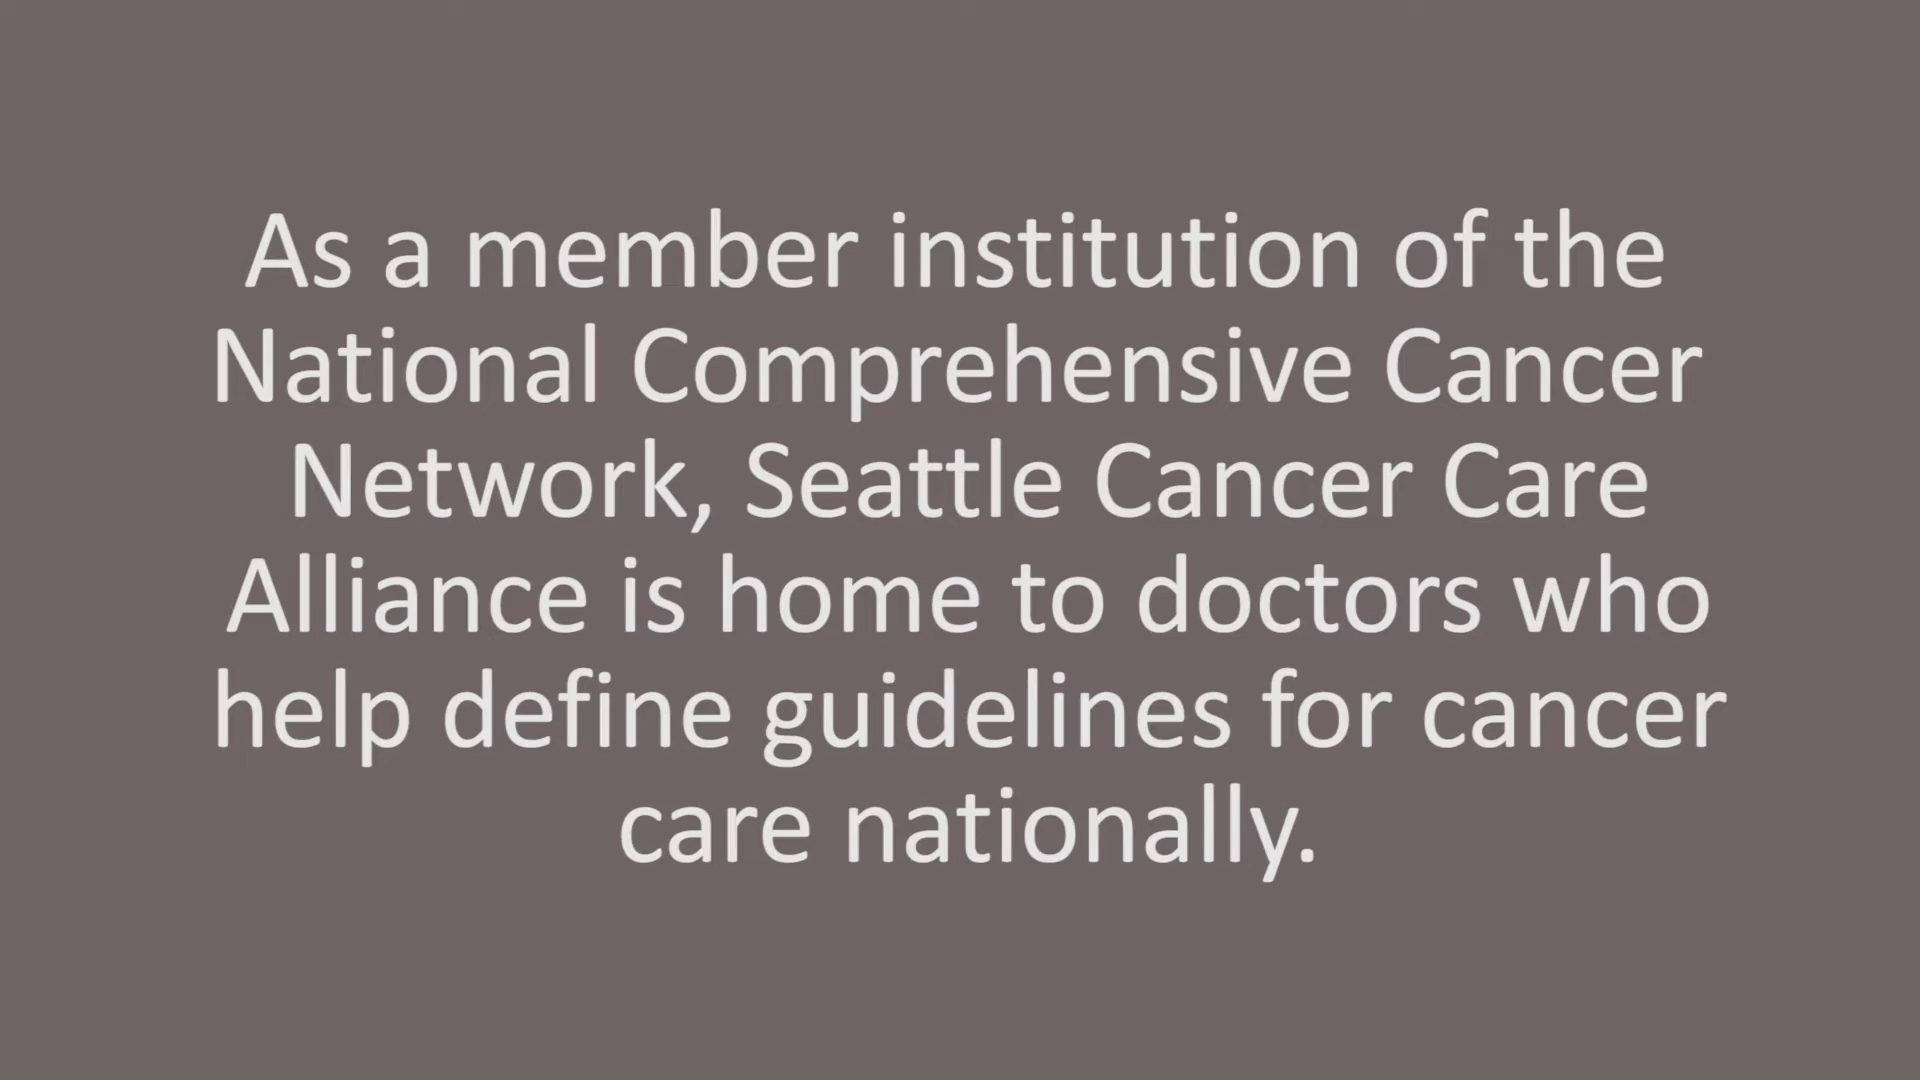 As a member institution of the
National Comprehensive Cancer
Network, Seattle Cancer Care
Alliance is home to doctors who
help define guidelines for cancer
care nationally.